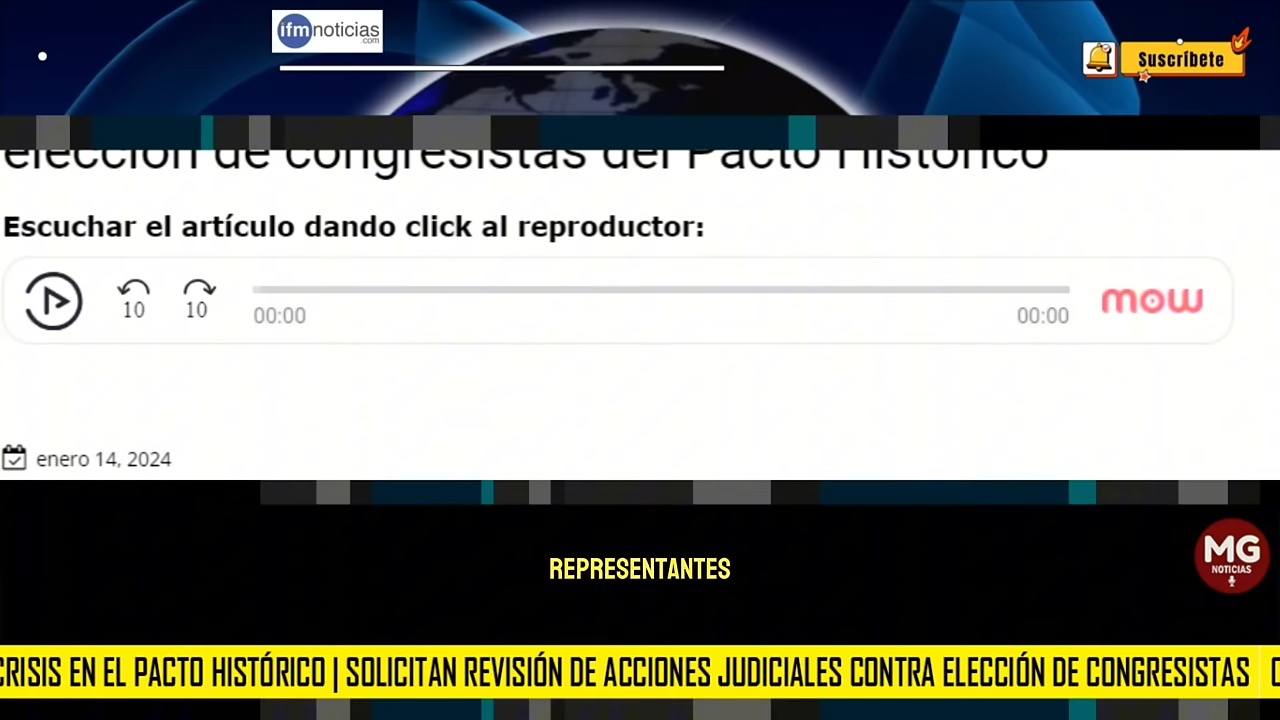 ifmnoticias
.com
Suscríbete
elección de congresistas del Pacto Histórico
Escuchar el artículo dando click al reproductor:
10
10
00:00
00:00
mow
enero 14, 2024
REPRESENTANTES
MG
NOTICIAS
CRISIS EN EL PACTO HISTÓRICO | SOLICITAN REVISIÓN DE ACCIONES JUDICIALES CONTRA ELECCIÓN DE CONGRESISTAS